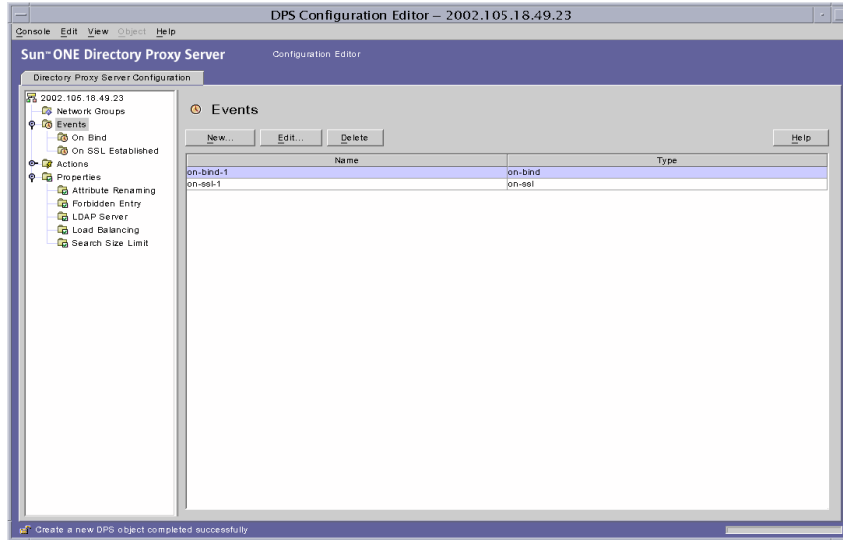 DPS Configuration Editor – 2002.105.18.49.23
Console Edit View Object Help
Sun™ ONE Directory Proxy Server Configuration Editor
Directory Proxy Server Configuration
2002.105.18.49.23
Network Groups
Events
On Bind
On SSL Established
Actions
Properties
Attribute Renaming
Forbidden Entry
LDAP Server
Load Balancing
Search Size Limit
Events
New... Edit... Delete Help
Name Type
on-bind-1 on-bind
on-ssl-1 on-ssl
Create a new DPS object completed successfully